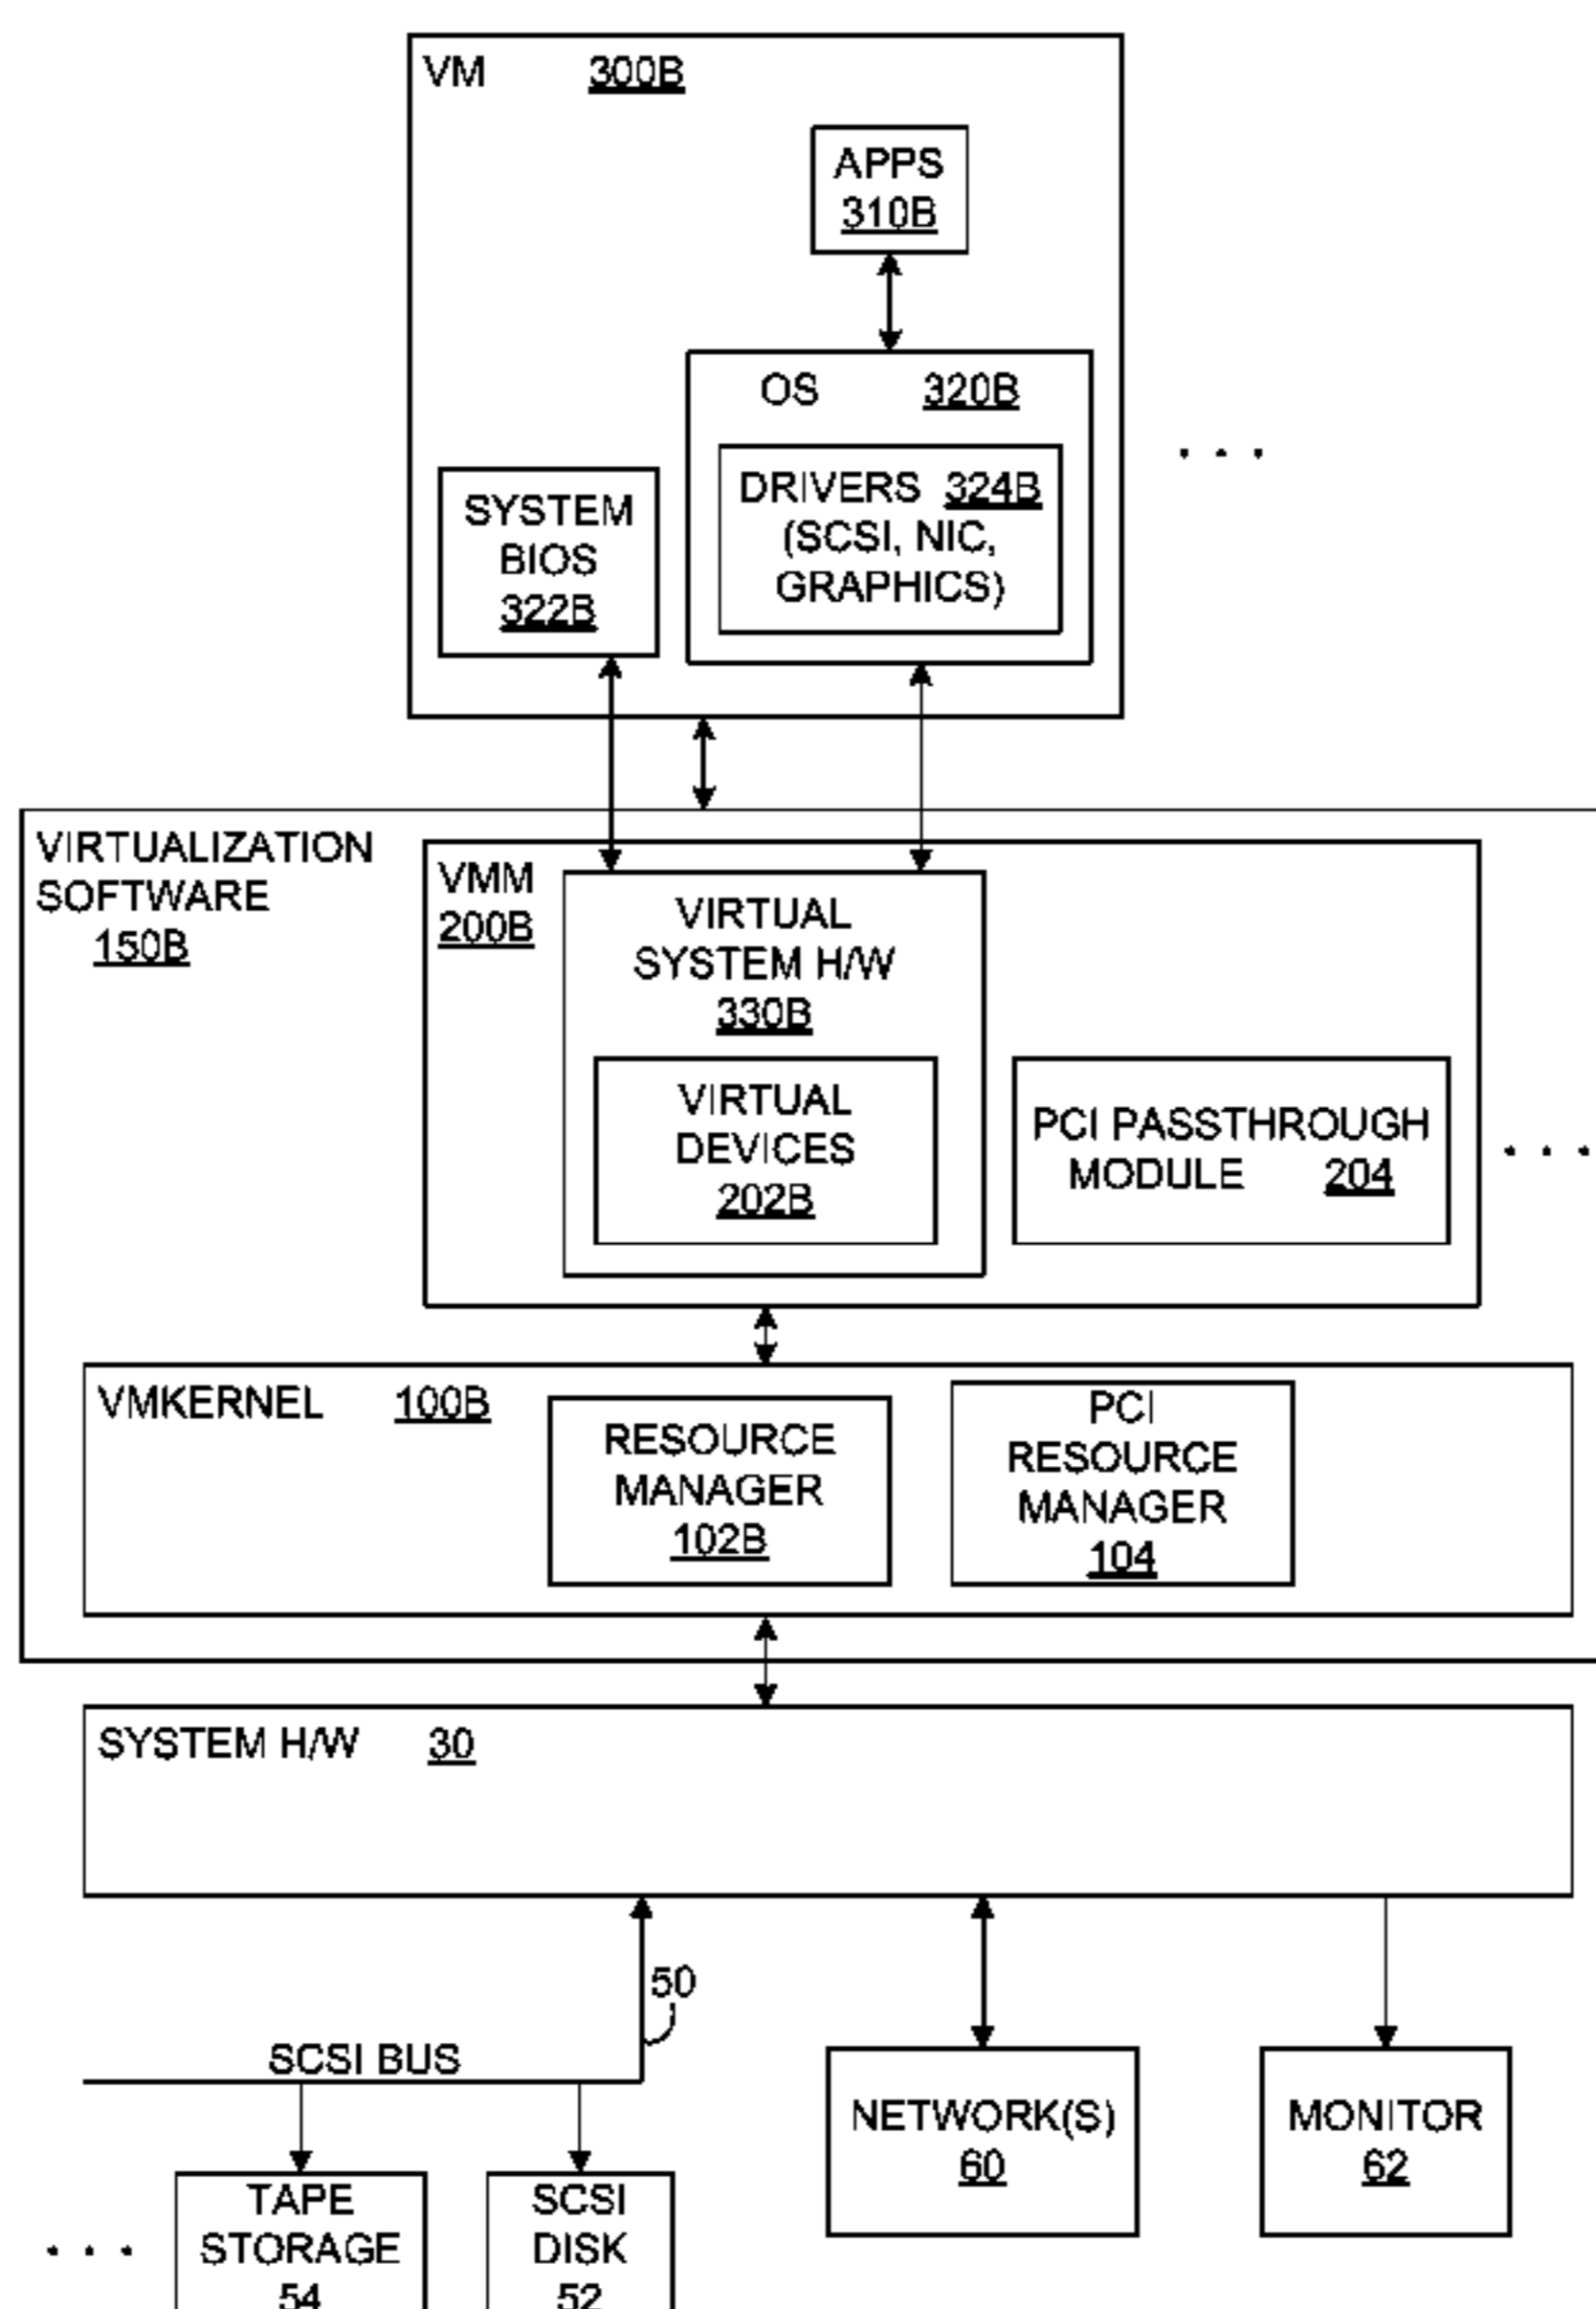 VM 300B
APPS
310B
OS 320B
DRIVERS 324B
(SCSI, NIC,
GRAPHICS)
SYSTEM
BIOS
322B
. . .
VIRTUALIZATION
SOFTWARE
150B
VMM
200B
VIRTUAL
SYSTEM H/W
330B
VIRTUAL
DEVICES
202B
PCI PASSTHROUGH
MODULE 204
. . .
VMKERNEL 100B
RESOURCE
MANAGER
102B
PCI
RESOURCE
MANAGER
104
SYSTEM H/W 30
50
SCSI BUS
NETWORK(S)
60
MONITOR
62
. . .
TAPE
STORAGE
54
SCSI
DISK
52